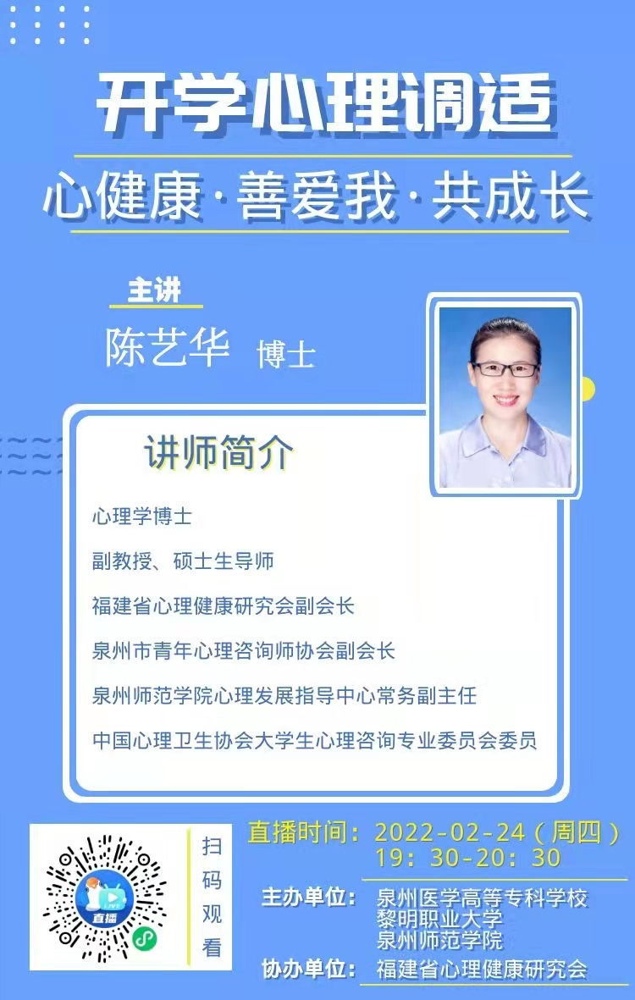 开学心理调适
心健康·善爱我·共成长
主讲
陈艺华 博士
讲师简介
心理学博士
副教授、硕士生导师
福建省心理健康研究会副会长
泉州市青年心理咨询师协会副会长
泉州师范学院心理发展指导中心常务副主任
中国心理卫生协会大学生心理咨询专业委员会委员
LIVE
直播
扫码观看
直播时间：2022-02-24（周四）
19：30-20：30
主办单位：泉州医学高等专科学校
黎明职业大学
泉州师范学院
协办单位：福建省心理健康研究会